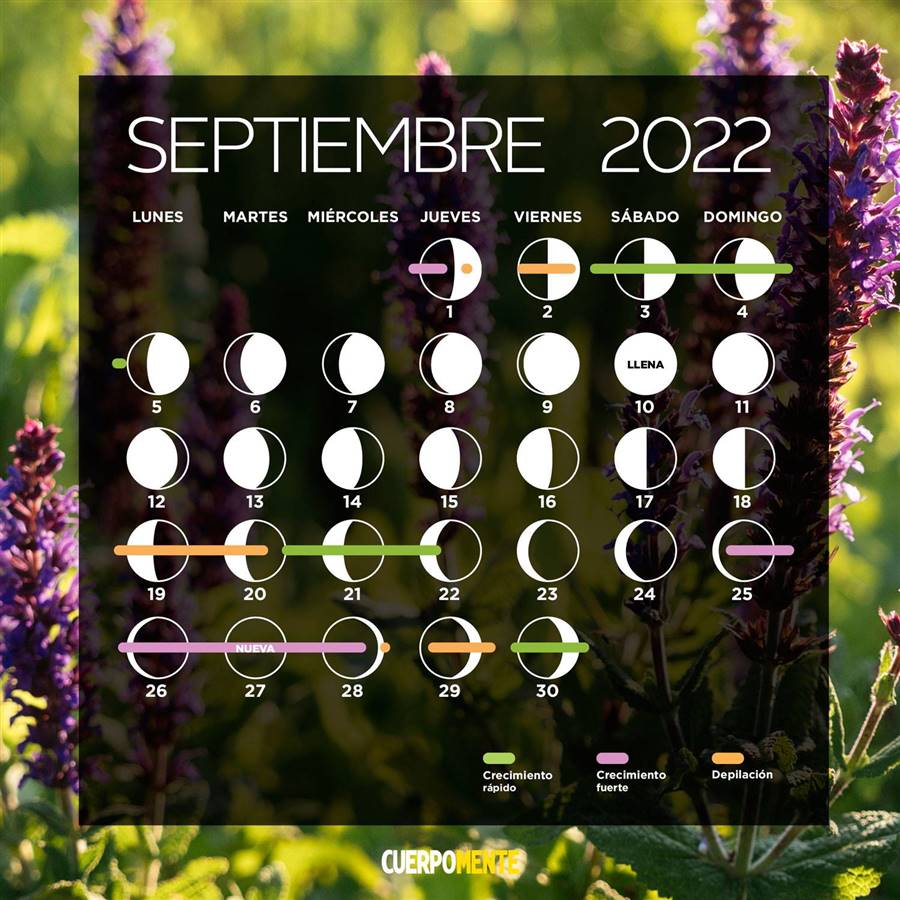 SEPTIEMBRE 2022
LUNES MARTES MIÉRCOLES JUEVES VIERNES SÁBADO DOMINGO
1 2 3 4
LLENA
5 6 7 8 9 10 11
12 13 14 15 16 17 18
19 20 21 22 23 24 25
NUEVA
26 27 28 29 30
Crecimiento rápido
Crecimiento fuerte
Depilación
CUERPOMENTE